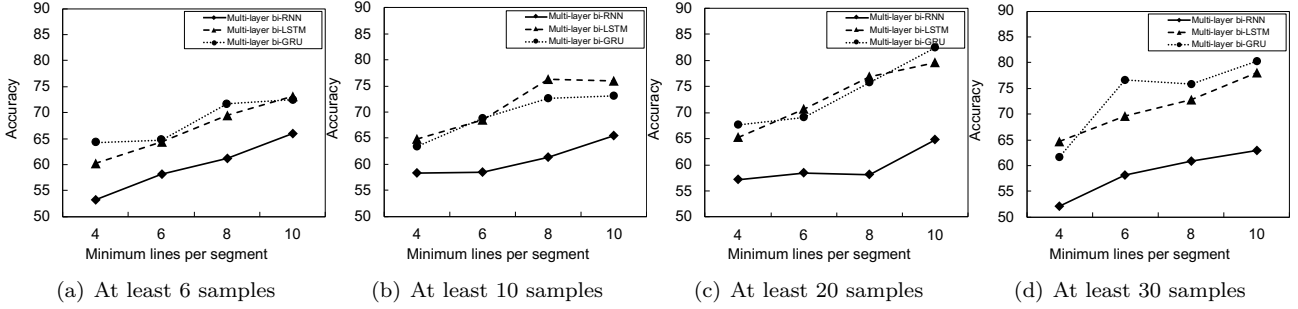 90
85
80
75
70
65
60
55
50
Accuracy
4 6 8 10
Minimum lines per segment
Multi-layer bi-RNN
Multi-layer bi-LSTM
Multi-layer bi-GRU
(a) At least 6 samples
90
85
80
75
70
65
60
55
50
Accuracy
4 6 8 10
Minimum lines per segment
Multi-layer bi-RNN
Multi-layer bi-LSTM
Multi-layer bi-GRU
(b) At least 10 samples
90
85
80
75
70
65
60
55
50
Accuracy
4 6 8 10
Minimum lines per segment
Multi-layer bi-RNN
Multi-layer bi-LSTM
Multi-layer bi-GRU
(c) At least 20 samples
90
85
80
75
70
65
60
55
50
Accuracy
4 6 8 10
Minimum lines per segment
Multi-layer bi-RNN
Multi-layer bi-LSTM
Multi-layer bi-GRU
(d) At least 30 samples